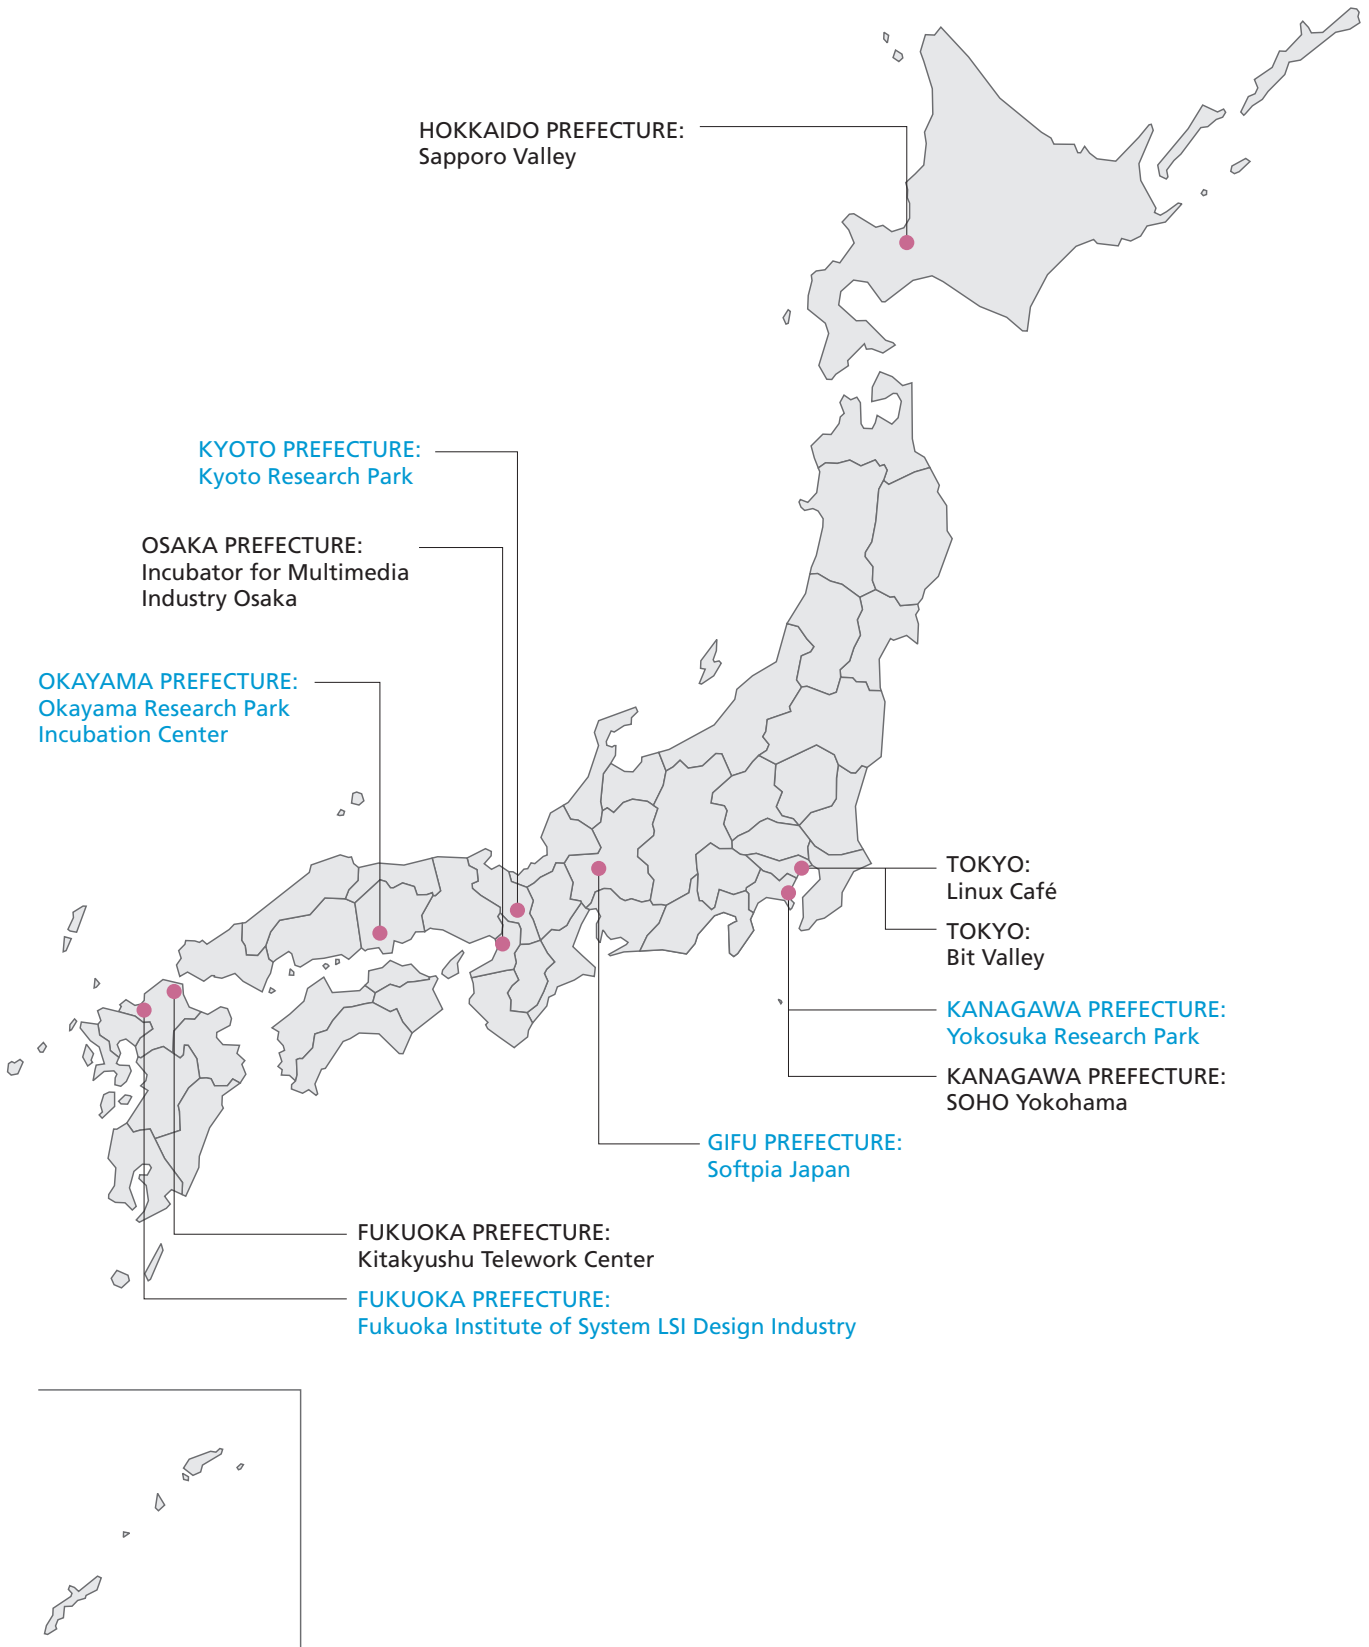 HOKKAIDO PREFECTURE:
Sapporo Valley
KYOTO PREFECTURE:
Kyoto Research Park
OSAKA PREFECTURE:
Incubator for Multimedia
Industry Osaka
OKAYAMA PREFECTURE:
Okayama Research Park
Incubation Center
TOKYO:
Linux Café
TOKYO:
Bit Valley
KANAGAWA PREFECTURE:
Yokosuka Research Park
KANAGAWA PREFECTURE:
SOHO Yokohama
GIFU PREFECTURE:
Softpia Japan
FUKUOKA PREFECTURE:
Kitakyushu Telework Center
FUKUOKA PREFECTURE:
Fukuoka Institute of System LSI Design Industry